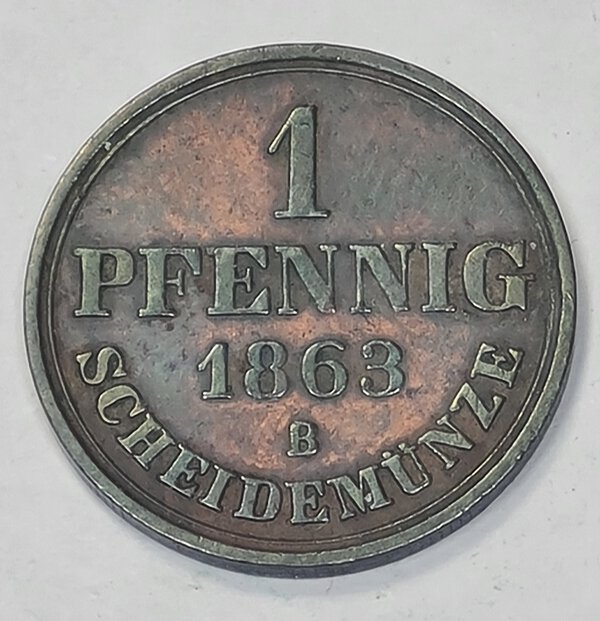 1
PFENNIG
1863
B
SCHEIDEMÜNZE